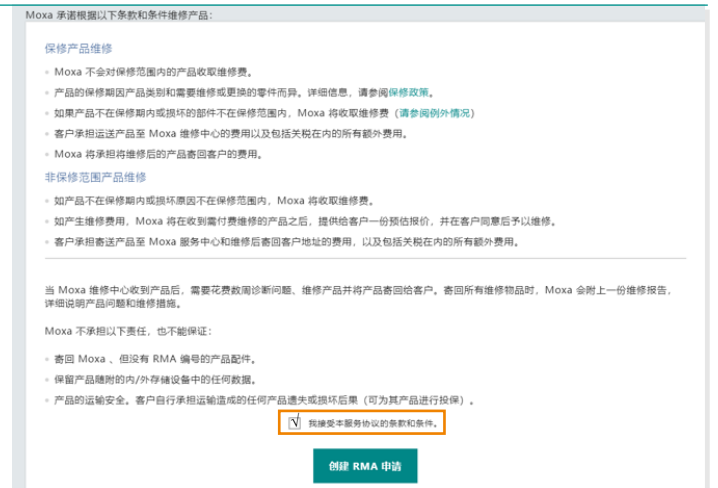 Moxa 承诺根据以下条款和条件维修产品：
保修产品维修
Moxa 不会对保修范围内的产品收取维修费。
产品的保修期因产品类别和需要维修或更换的零件而异。详细信息，请参阅保修政策。
如果产品不在保修期内或损坏的部件不在保修范围内，Moxa 将收取维修费（请参阅例外情况）
客户承担运送产品至 Moxa 维修中心的费用以及包括关税在内的所有额外费用。
Moxa 将承担将维修后的产品寄回客户的费用。
非保修范围产品维修
如产品不在保修期内或损坏原因不在保修范围内，Moxa 将收取维修费。
如产生维修费用，Moxa 将在收到需付费维修的产品之后，提供给客户一份预估报价，并在客户同意后予以维修。
客户承担寄送产品至 Moxa 服务中心和维修后寄回客户地址的费用，以及包括关税在内的所有额外费用。
当 Moxa 维修中心收到产品后，需要花费数周诊断问题、维修产品并将产品寄回给客户。寄回所有维修物品时，Moxa 会附上一份维修报告，
详细说明产品问题和维修措施。
Moxa 不承担以下责任，也不能保证：
寄回 Moxa 、但没有 RMA 编号的产品配件。
保留产品随附的内/外存储设备中的任何数据。
产品的运输安全。客户自行承担运输造成的任何产品遗失或损坏后果（可为其产品进行投保）。
√ 我接受本服务协议的条款和条件。
创建 RMA 申请